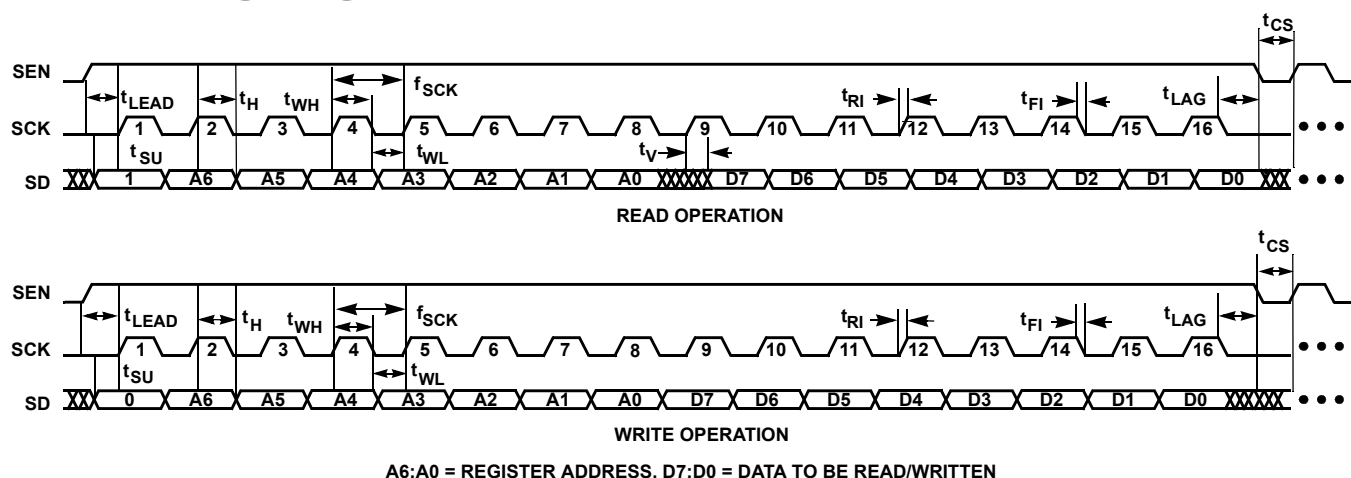 tCS
SEN
tLEAD tH tWH fSCK tRI tFI tLAG
SCK 1 2 3 4 5 6 7 8 9 10 11 12 13 14 15 16
tSU tWL tV
SD 1 A6 A5 A4 A3 A2 A1 A0 D7 D6 D5 D4 D3 D2 D1 D0
READ OPERATION
tCS
SEN
tLEAD tH tWH fSCK tRI tFI tLAG
SCK 1 2 3 4 5 6 7 8 9 10 11 12 13 14 15 16
tSU tWL
SD 0 A6 A5 A4 A3 A2 A1 A0 D7 D6 D5 D4 D3 D2 D1 D0
WRITE OPERATION
A6:A0 = REGISTER ADDRESS, D7:D0 = DATA TO BE READ/WRITTEN